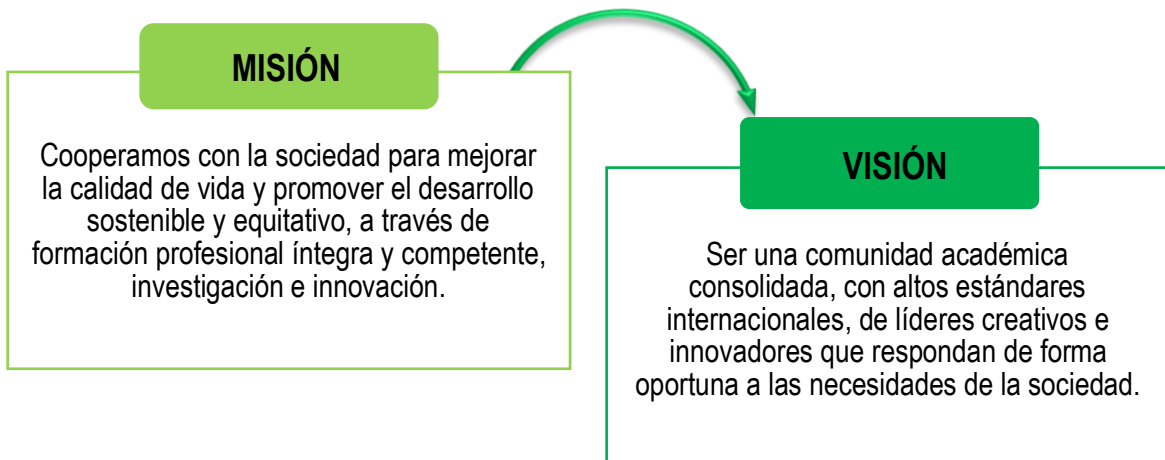 MISIÓN
Cooperamos con la sociedad para mejorar
la calidad de vida y promover el desarrollo
sostenible y equitativo, a través de
formación profesional íntegra y competente,
investigación e innovación.
VISIÓN
Ser una comunidad académica
consolidada, con altos estándares
internacionales, de líderes creativos e
innovadores que respondan de forma
oportuna a las necesidades de la sociedad.